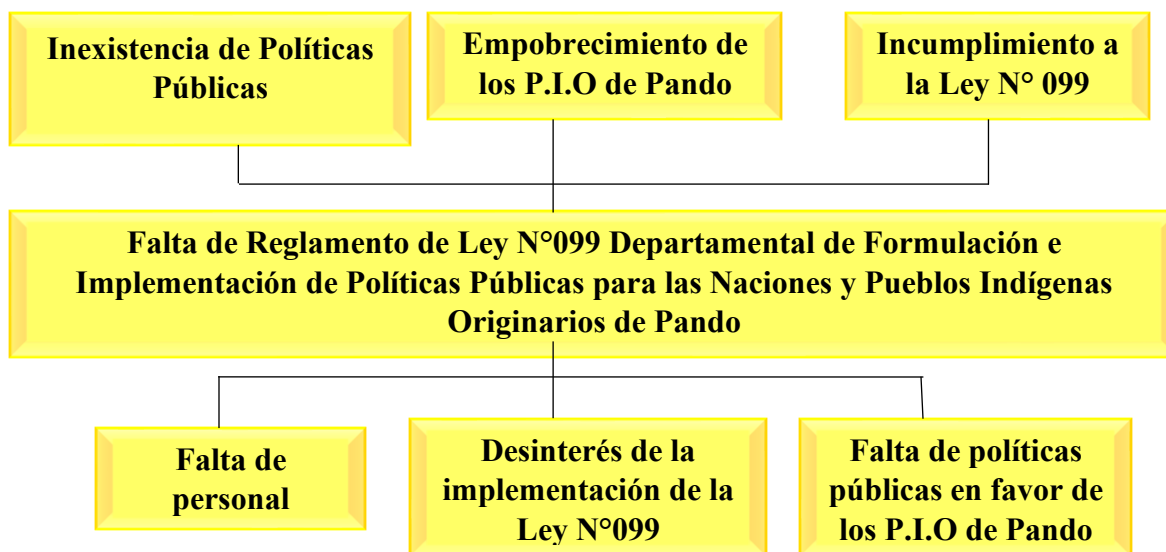 Inexistencia de Políticas
Públicas
Empobrecimiento de
los P.I.O de Pando
Incumplimiento a
la Ley N° 099
Falta de Reglamento de Ley N°099 Departamental de Formulación e
Implementación de Políticas Públicas para las Naciones y Pueblos Indígenas
Originarios de Pando
Falta de
personal
Desinterés de la
implementación de la
Ley N°099
Falta de políticas
públicas en favor de
los P.I.O de Pando